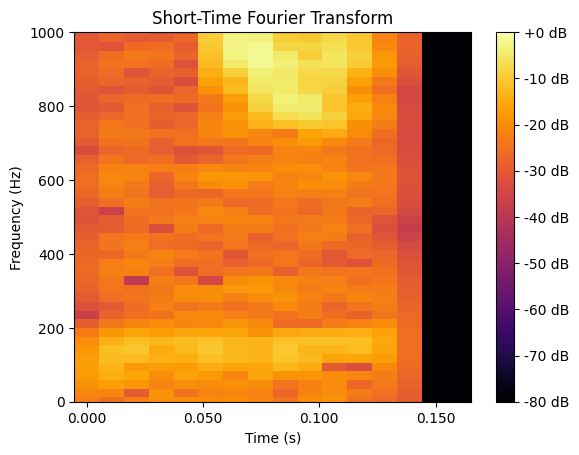 Short-Time Fourier Transform
1000
800
600
400
200
0
Frequency (Hz)
0.000
0.050
0.100
0.150
Time (s)
+0 dB
-10 dB
-20 dB
-30 dB
-40 dB
-50 dB
-60 dB
-70 dB
-80 dB